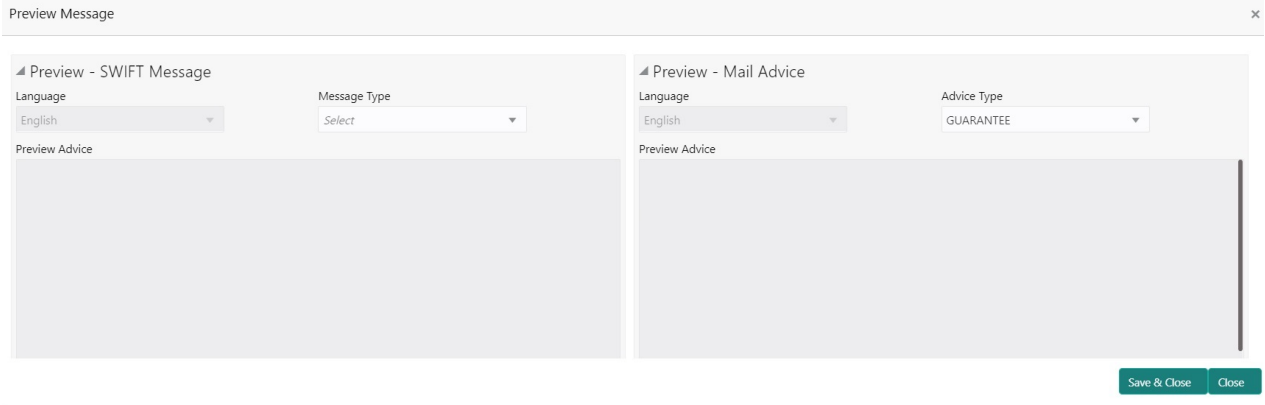 Preview Message
Preview - SWIFT Message
Language
Message Type
English
Select
Preview Advice
Preview - Mail Advice
Language
Advice Type
English
GUARANTEE
Preview Advice
Save & Close
Close